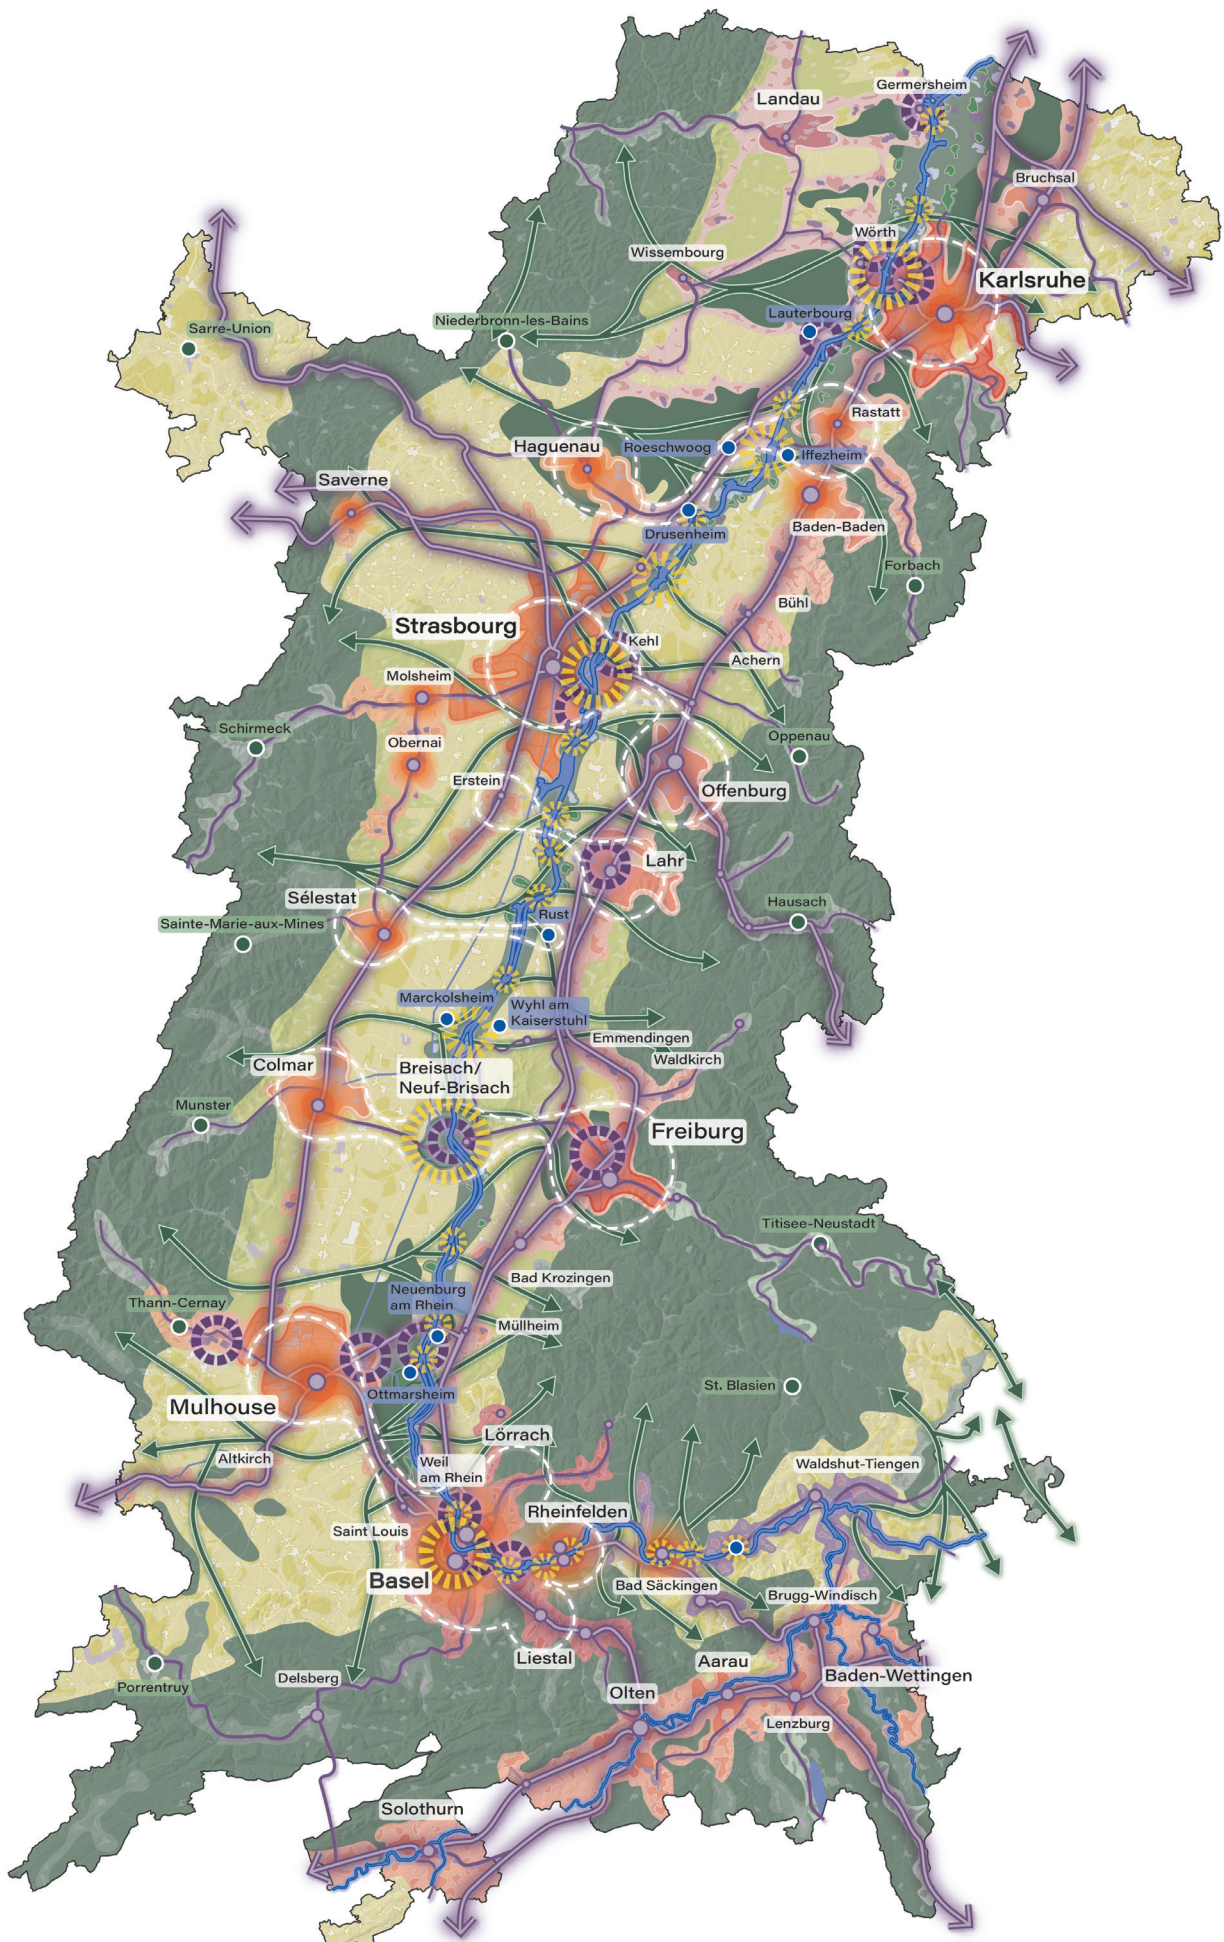 Germersheim
Landau
Bruchsal
Wörth
Wissembourg
Karlsruhe
Lauterbourg
Niederbronn-les-Bains
Sarre-Union
Rastatt
Haguenau
Roeschwoog
Iffezheim
Saverne
Baden-Baden
Drusenheim
Forbach
Bühl
Strasbourg
Kehl
Achern
Molsheim
Schirmeck
Oppenau
Obernai
Erstein
Offenburg
Lahr
Sélestat
Hausach
Rust
Sainte-Marie-aux-Mines
Marckolsheim
Wyhl am
Kaiserstuhl
Emmendingen
Waldkirch
Colmar
Breisach/
Neuf-Brisach
Munster
Freiburg
Titisee-Neustadt
Bad Krozingen
Neuenburg
am Rhein
Thann-Cernay
Müllheim
St. Blasien
Ottmarsheim
Mulhouse
Lörrach
Altkirch
Weil
am Rhein
Waldshut-Tiengen
Rheinfelden
Saint Louis
Basel
Bad Säckingen
Brugg-Windisch
Liestal
Aarau
Baden-Wettingen
Delsberg
Porrentruy
Olten
Lenzburg
Solothurn